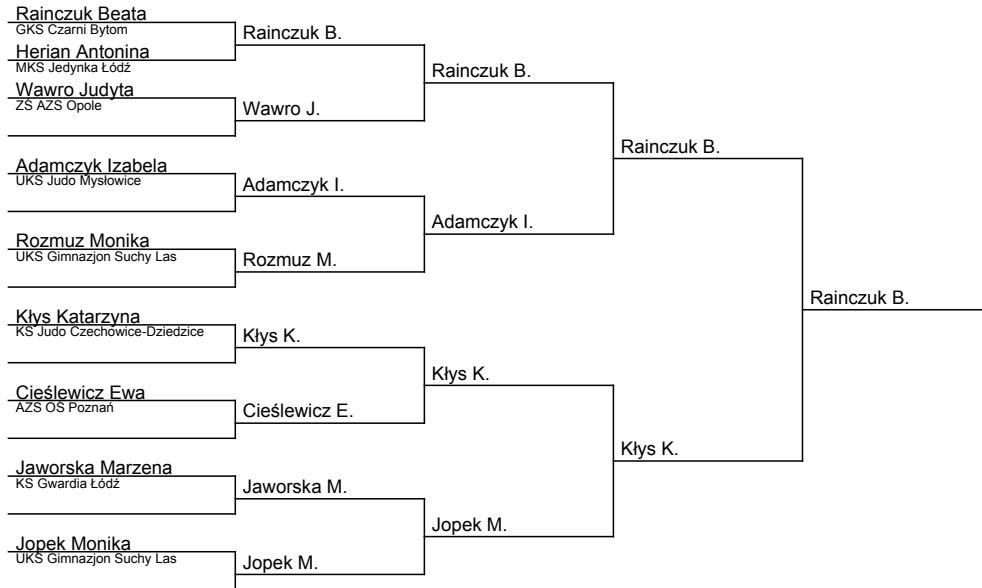 Rainczuk Beata
GKS Czarni Bytom
Herian Antonina
MKS Jedynka Łódź
Wawro Judyta
ZŚ AZS Opole
Adamczyk Izabela
UKS Judo Mysłowice
Rozmuz Monika
UKS Gimnazjon Suchy Las
Kłys Katarzyna
KS Judo Czechowice-Dziedzice
Cieślewicz Ewa
AZS OŚ Poznań
Jaworska Marzena
KS Gwardia Łódź
Jopek Monika
UKS Gimnazjon Suchy Las
Rainczuk B.
Wawro J.
Adamczyk I.
Rozmuz M.
Kłys K.
Cieślewicz E.
Jaworska M.
Jopek M.
Rainczuk B.
Adamczyk I.
Kłys K.
Jopek M.
Rainczuk B.
Kłys K.
Rainczuk B.